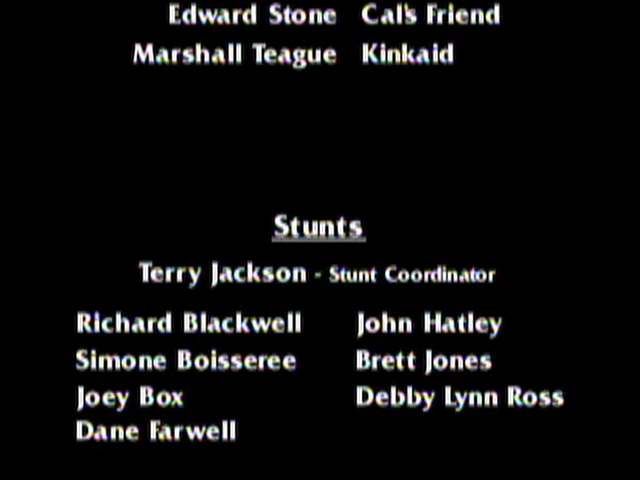 Edward Stone Cal's Friend
Marshall Teague Kinkaid
Stunts
Terry Jackson - Stunt Coordinator
Richard Blackwell John Hatley
Simone Boisseree Brett Jones
Joey Box Debby Lynn Ross
Dane Farwell